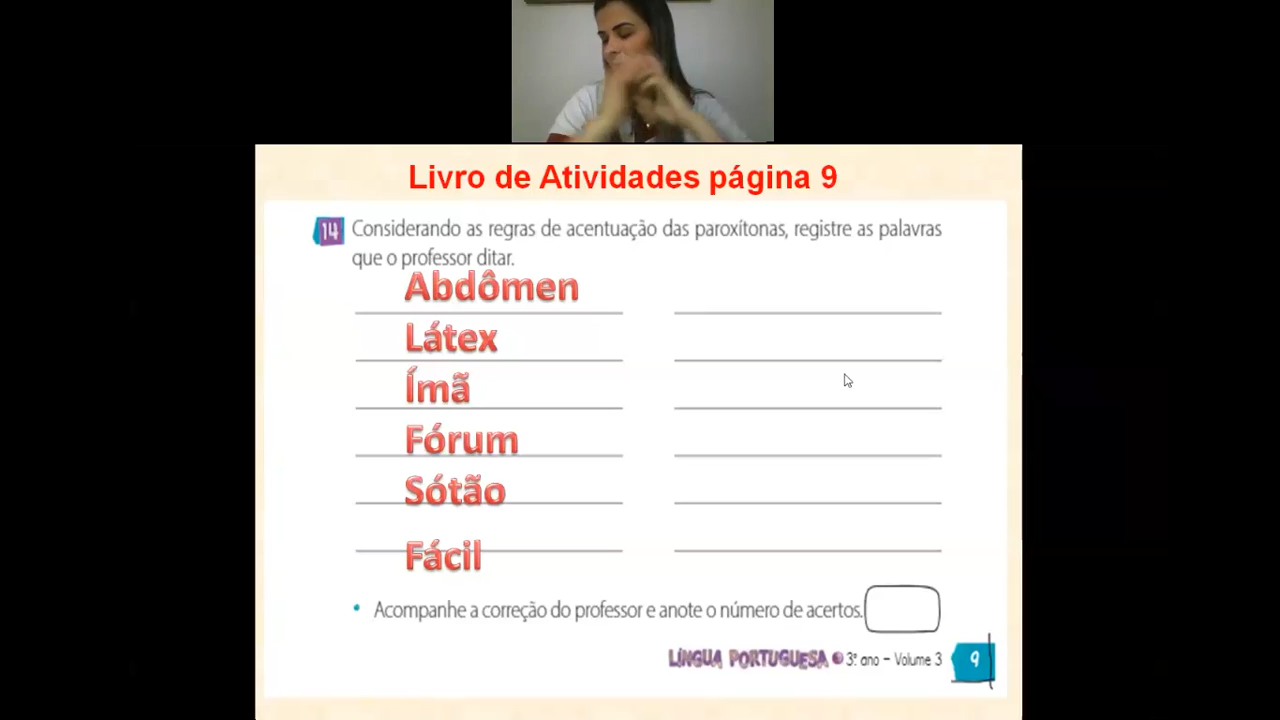 Livro de Atividades página 9
14 Considerando as regras de acentuação das paroxítonas, registre as palavras
que o professor ditar.
Abdômen
Látex
Ímã
Fórum
Sótão
Fácil
• Acompanhe a correção do professor e anote o número de acertos.
LÍNGUA PORTUGUESA 3º. ano – Volume 3 9